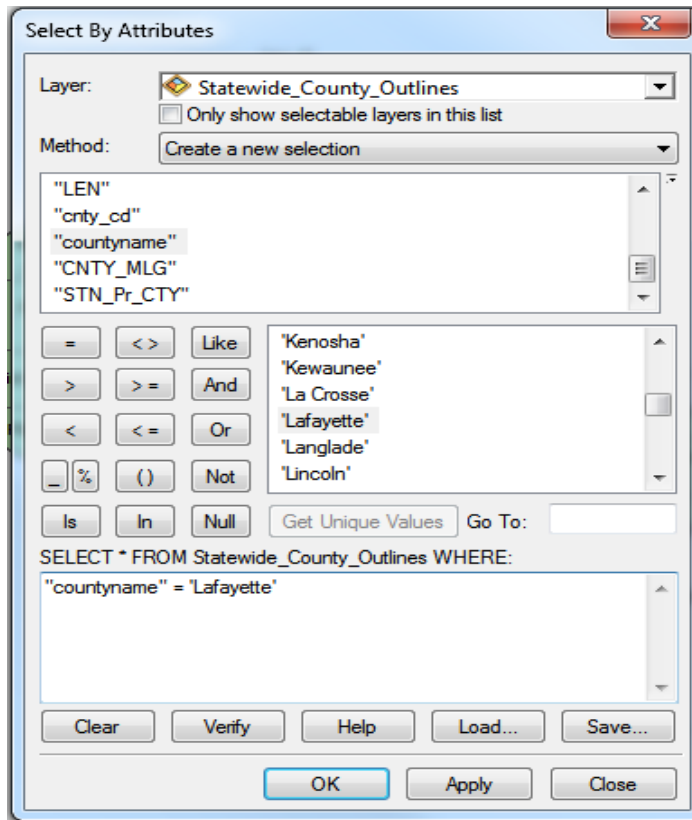 Select By Attributes
Layer: Statewide_County_Outlines
Only show selectable layers in this list
Method: Create a new selection
"LEN"
"cnty_cd"
"countyname"
"CNTY_MLG"
"STN_Pr_CTY"
= < > Like
> > = And
< < = Or
_ % ( ) Not
Is In Null
'Kenosha'
'Kewaunee'
'La Crosse'
'Lafayette'
'Langlade'
'Lincoln'
Get Unique Values Go To:
SELECT * FROM Statewide_County_Outlines WHERE:
"countyname" = 'Lafayette'
Clear Verify Help Load... Save...
OK Apply Close